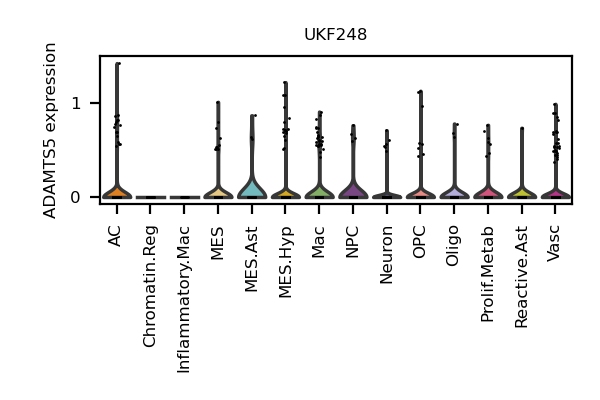 UKF248
ADAMTS5 expression
1
0
AC
Chromatin.Reg
Inflammatory.Mac
MES
MES.Ast
MES.Hyp
Mac
NPC
Neuron
OPC
Oligo
Prolif.Metab
Reactive.Ast
Vasc